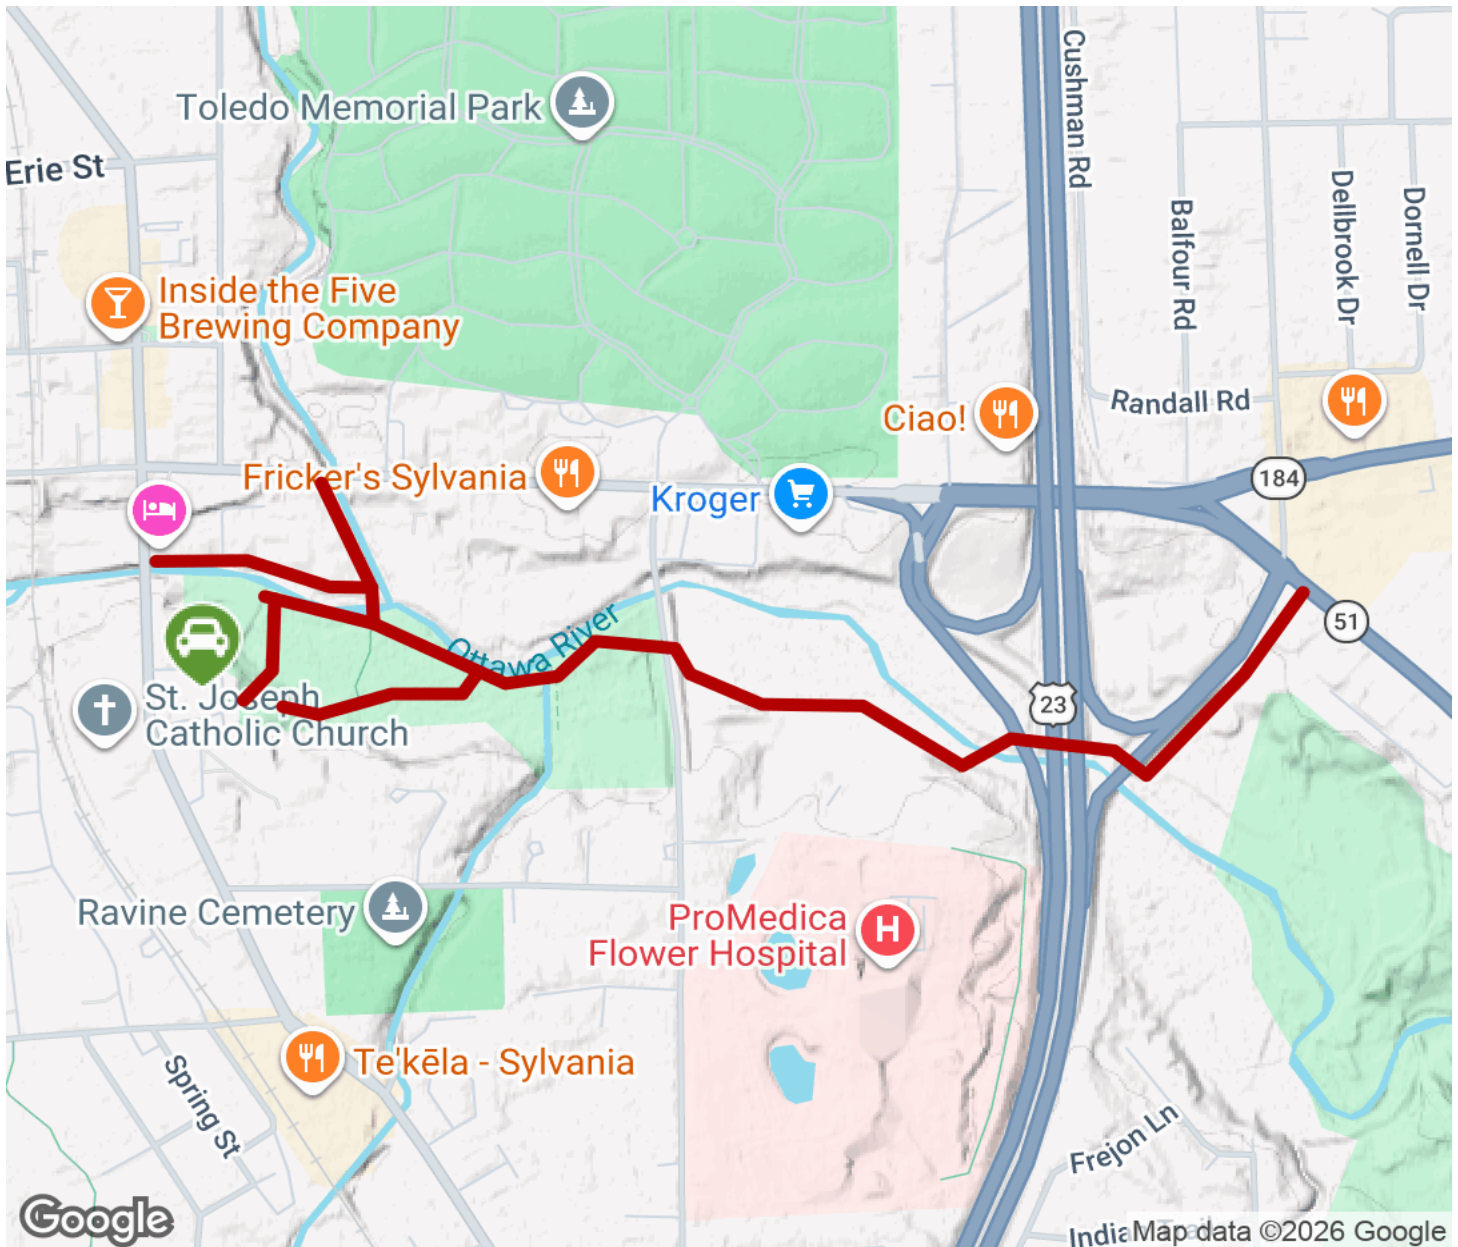 Toledo Memorial Park
Cushman Rd
Erie St
Balfour Rd
Dellbrook Dr
Dornell Dr
Inside the Five
Brewing Company
Randall Rd
Ciao!
Fricker's Sylvania
Kroger
184
51
Ottawa River
St. Joseph
Catholic Church
23
Ravine Cemetery
ProMedica
Flower Hospital
H
Te'kēla - Sylvania
Spring St
Frejon Ln
Google
Map data ©2026 Google